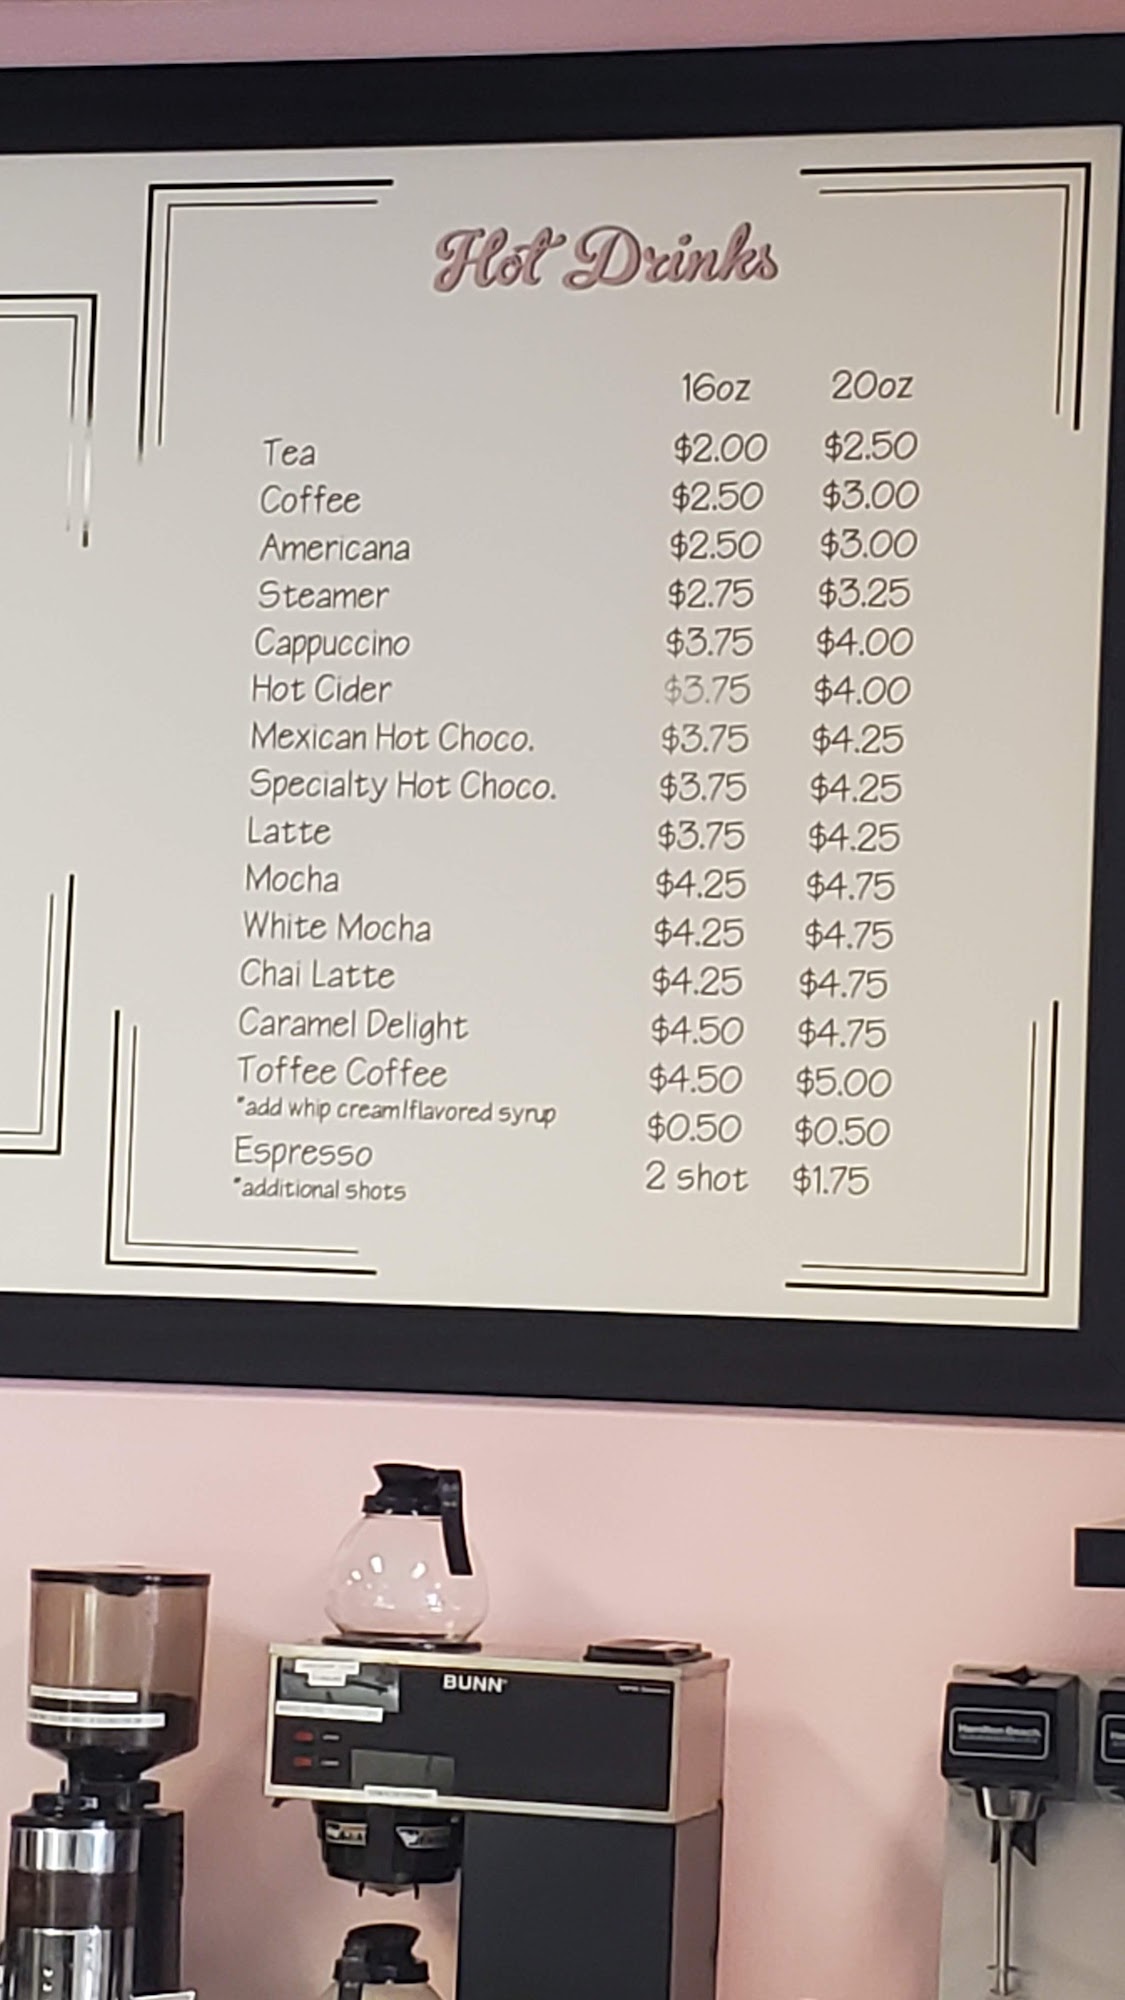 Hot Drinks
16oz 20oz
Tea $2.00 $2.50
Coffee $2.50 $3.00
Americana $2.50 $3.00
Steamer $2.75 $3.25
Cappuccino $3.75 $4.00
Hot Cider $3.75 $4.00
Mexican Hot Choco. $3.75 $4.25
Specialty Hot Choco. $3.75 $4.25
Latte $3.75 $4.25
Mocha $4.25 $4.75
White Mocha $4.25 $4.75
Chai Latte $4.25 $4.75
Caramel Delight $4.50 $4.75
Toffee Coffee $4.50 $5.00
*add whip cream/flavored syrup $0.50 $0.50
Espresso 2 shot $1.75
*additional shots
BUNN
Hamilton Beach